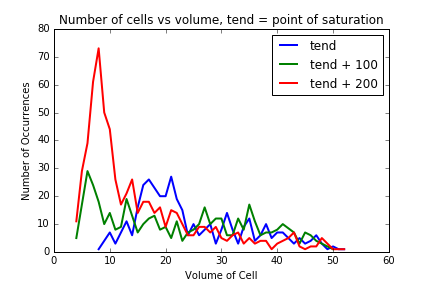 Number of cells vs volume, tend = point of saturation
80
70
60
50
40
30
20
10
0
Number of Occurrences
tend
tend + 100
tend + 200
0 10 20 30 40 50 60
Volume of Cell